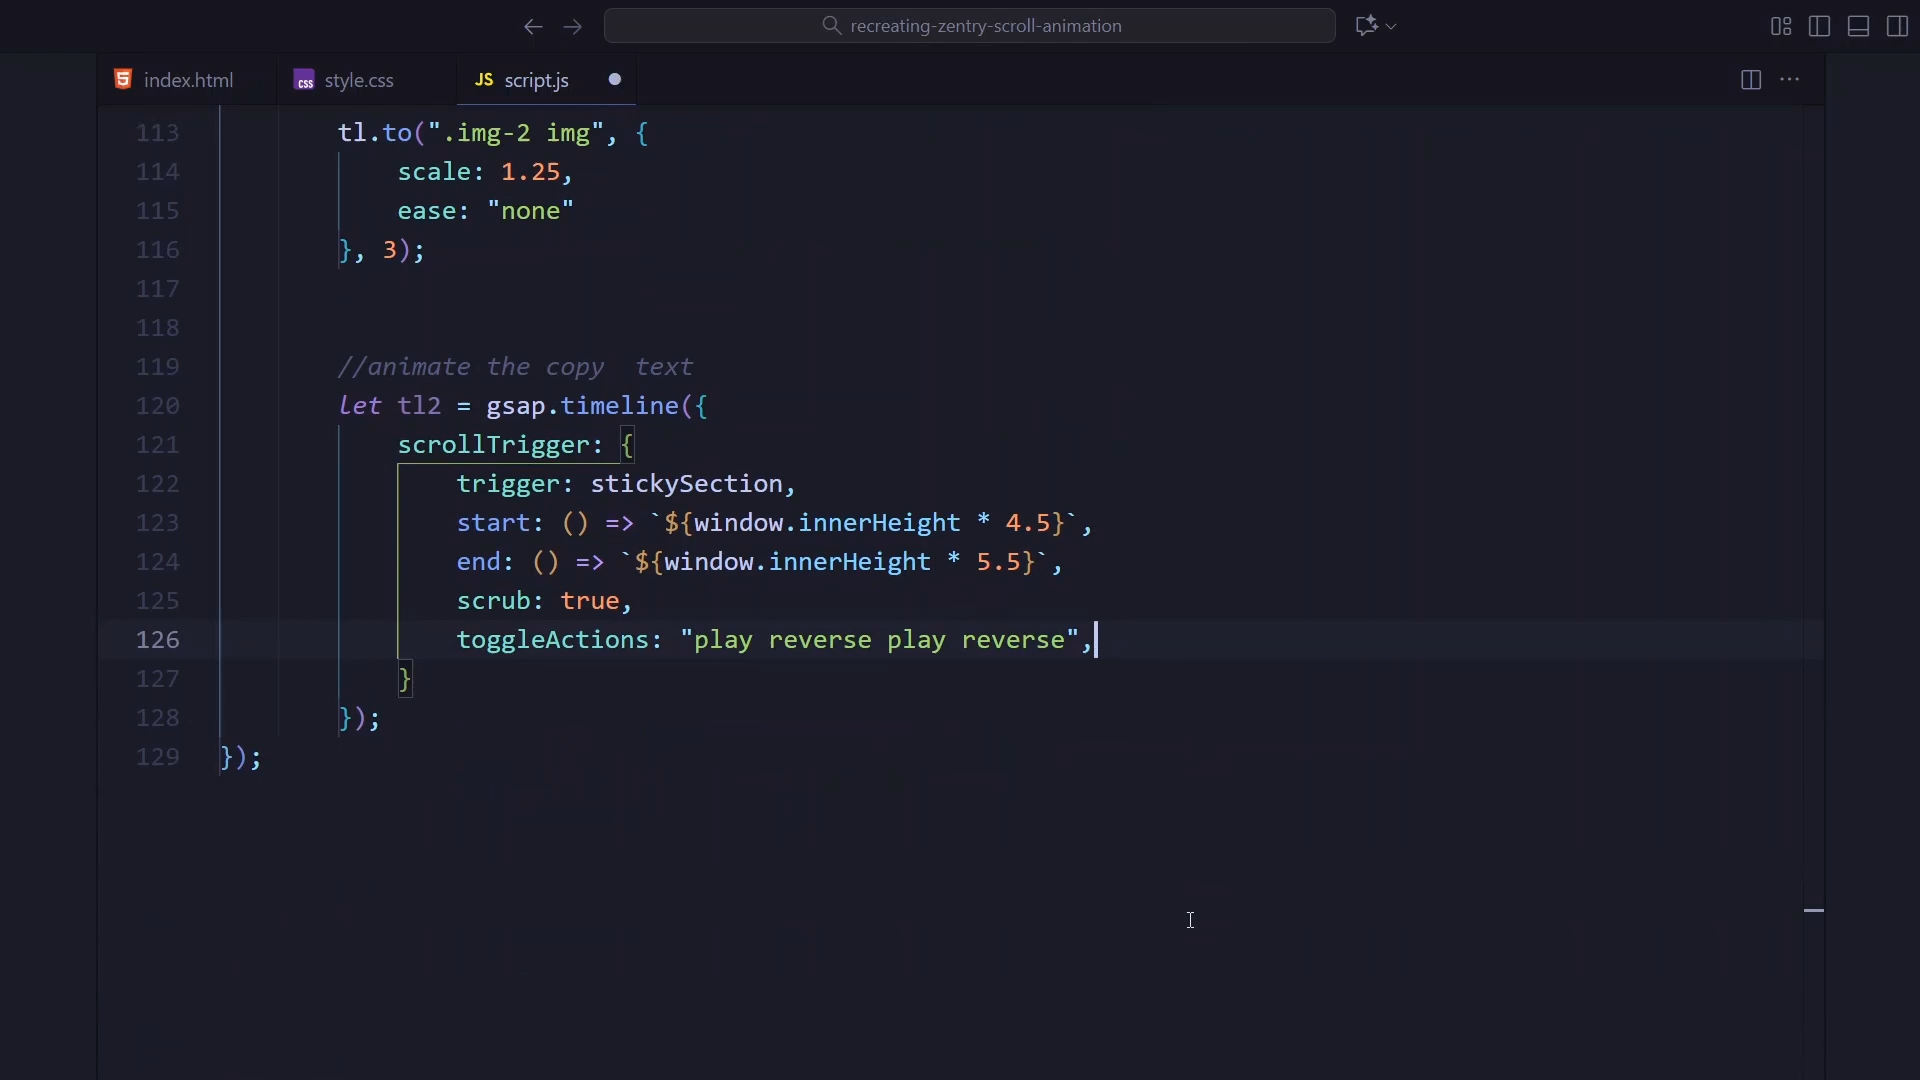 recreating-zentry-scroll-animation
index.html
css style.css
JS script.js
113 tl.to(".img-2 img", {
114 scale: 1.25,
115 ease: "none"
116 }, 3);
117
118
119 //animate the copy  text
120 let tl2 = gsap.timeline({
121 scrollTrigger: {
122 trigger: stickySection,
123 start: () => `${window.innerHeight * 4.5}`,
124 end: () => `${window.innerHeight * 5.5}`,
125 scrub: true,
126 toggleActions: "play reverse play reverse",
127 }
128 });
129 });